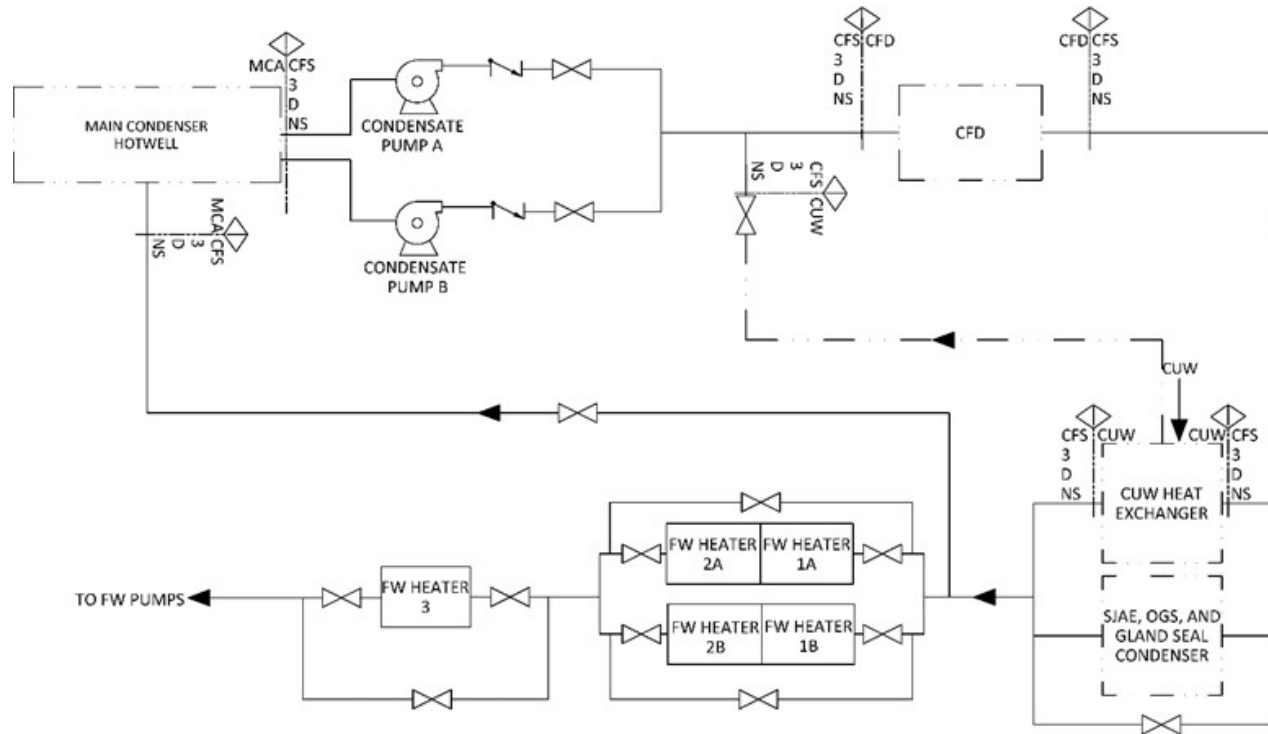 CFS CFD
3
D
NS
CFD CFS
3
D
NS
MCA CFS
3
D
NS
MAIN CONDENSER
HOTWELL
CONDENSATE
PUMP A
CFD
CFS CUW
3
D
NS
MCA CFS
3
D
NS
CONDENSATE
PUMP B
CUW
CFS CUW
3
D
NS
CUW CFS
3
D
NS
CUW HEAT
EXCHANGER
FW HEATER
2A
FW HEATER
1A
FW HEATER
3
TO FW PUMPS
FW HEATER
2B
FW HEATER
1B
SJAE, OGS, AND
GLAND SEAL
CONDENSER